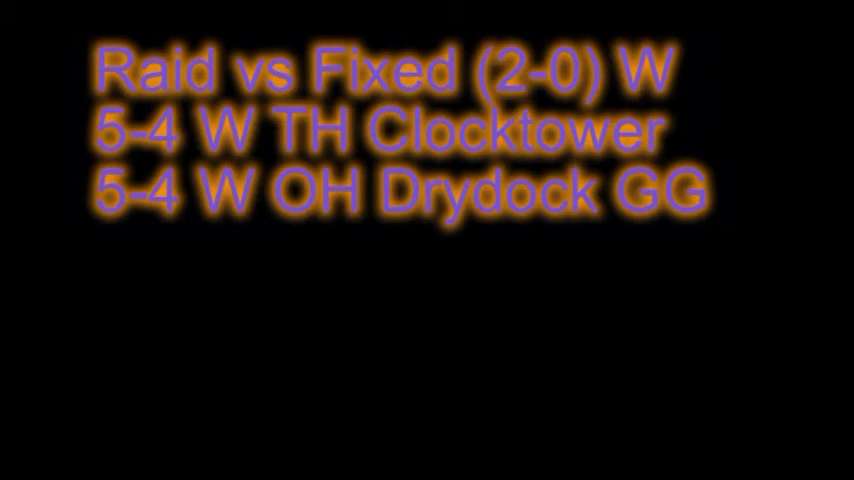 Raid vs Fixed (2-0) W
5-4 W TH Clocktower
5-4 W OH Drydock GG